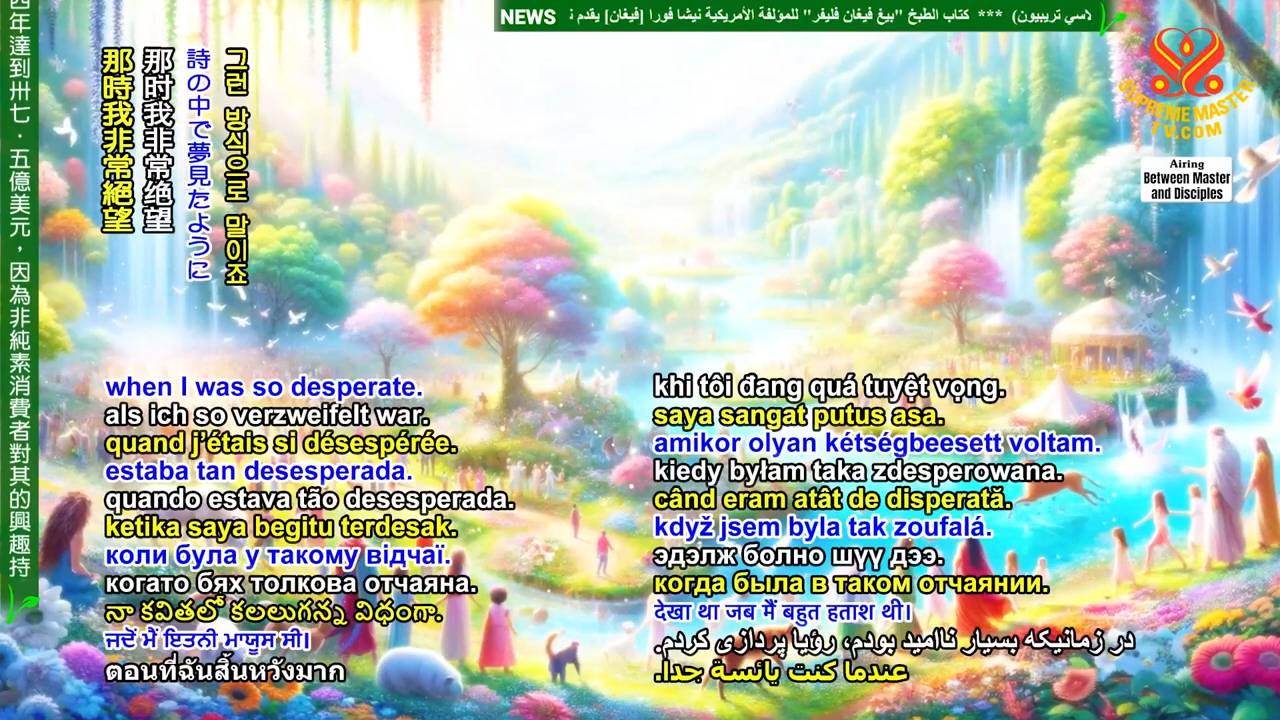 NEWS
لاسي تريبيون) *** كتاب الطبخ "بيغ فيغان فليفر" للمؤلفة الأمريكية نيشا فورا [فيغان] يقدم
四年達到卅七．五億美元，因為非純素消費者對其的興趣持
그런 방식으로 말이죠
詩の中で夢見たように
那时我非常绝望
那時我非常絕望
SUPREME MASTER
TV.COM
Airing
Between Master
and Disciples
when I was so desperate.
als ich so verzweifelt war.
quand j’étais si désespérée.
estaba tan desesperada.
quando estava tão desesperada.
ketika saya begitu terdesak.
коли була у такому відчаї.
когато бях толкова отчаяна.
నా కవితలో కలలుగన్న విధంగా.
ਜਦੋਂ ਮੈਂ ਇਤਨੀ ਮਾਯੂਸ ਸੀ।
ตอนที่ฉันสิ้นหวังมาก
khi tôi đang quá tuyệt vọng.
saya sangat putus asa.
amikor olyan kétségbeesett voltam.
kiedy byłam taka zdesperowana.
când eram atât de disperată.
když jsem byla tak zoufalá.
эдэлж болно шүү дээ.
когда была в таком отчаянии.
देखा था जब मैं बहुत हताश थी।
در زمانیکه بسیار ناامید بودم، رؤیا پردازی کردم.
عندما كنت يائسة جدا.